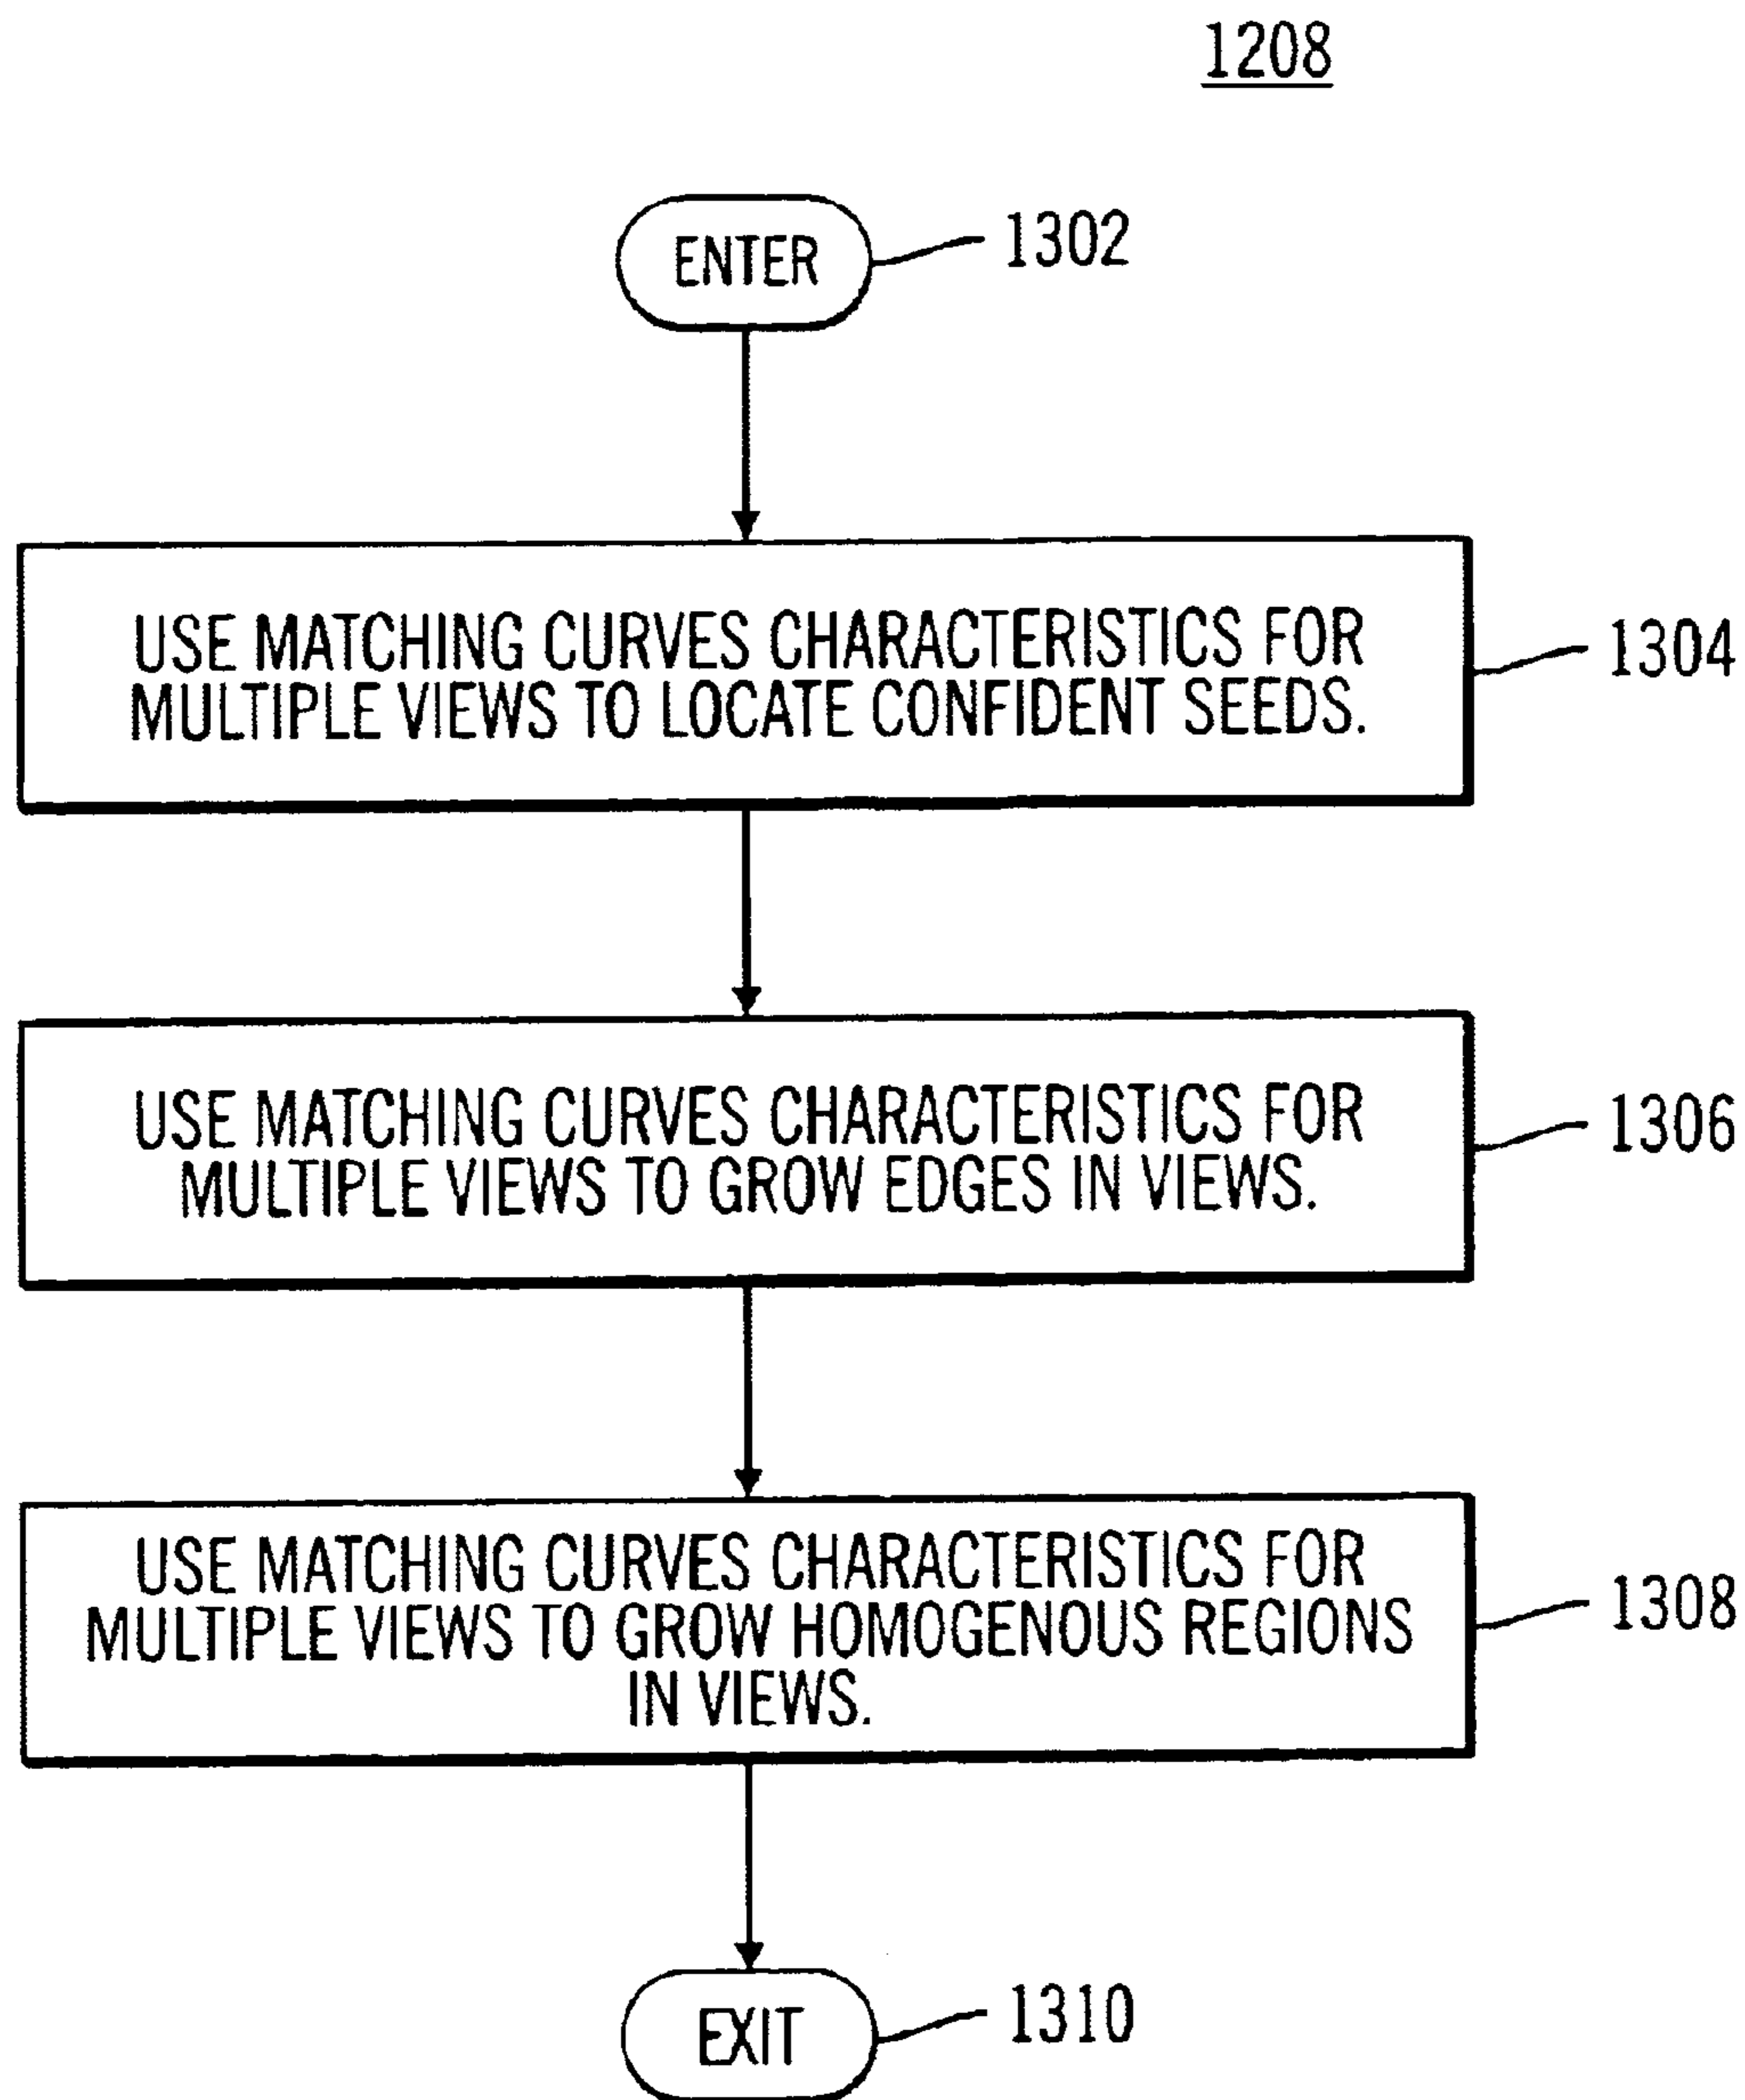 1208
ENTER
1302
USE MATCHING CURVES CHARACTERISTICS FOR
MULTIPLE VIEWS TO LOCATE CONFIDENT SEEDS.
1304
USE MATCHING CURVES CHARACTERISTICS FOR
MULTIPLE VIEWS TO GROW EDGES IN VIEWS.
1306
USE MATCHING CURVES CHARACTERISTICS FOR
MULTIPLE VIEWS TO GROW HOMOGENOUS REGIONS
IN VIEWS.
1308
EXIT
1310